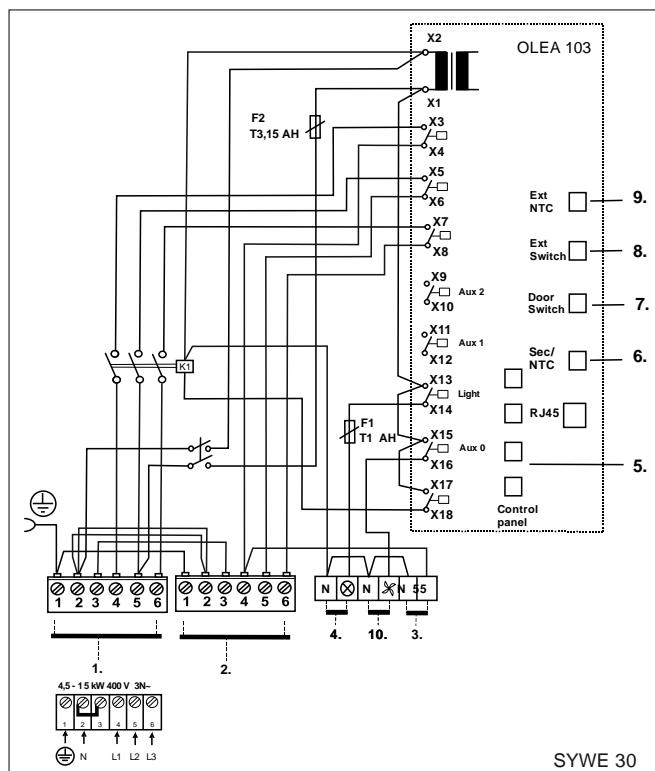 X2
OLEA 103
X1
F2
T3,15 AH
X3
X4
X5
X6
Ext
NTC
9.
X7
X8
Ext
Switch
8.
X9
Aux 2
X10
Door
Switch
7.
X11
Aux 1
X12
Sec/
NTC
6.
K1
X13
Light
X14
RJ45
F1
T1 AH
X15
Aux 0
X16
5.
X17
X18
Control
panel
1 2 3 4 5 6
1 2 3 4 5 6
N N N 55
4. 10. 3.
1. 2.
4,5 - 15 kW 400 V 3N~
1 2 3 4 5 6
N L1 L2 L3
SYWE 30